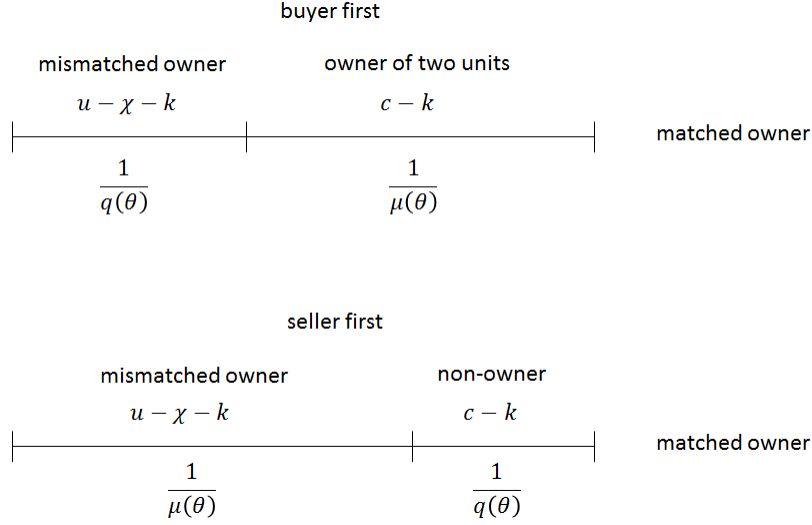 buyer first
mismatched owner owner of two units
u − χ − k c − k
matched owner
1/q(θ) 1/μ(θ)
seller first
mismatched owner non-owner
u − χ − k c − k
matched owner
1/μ(θ) 1/q(θ)